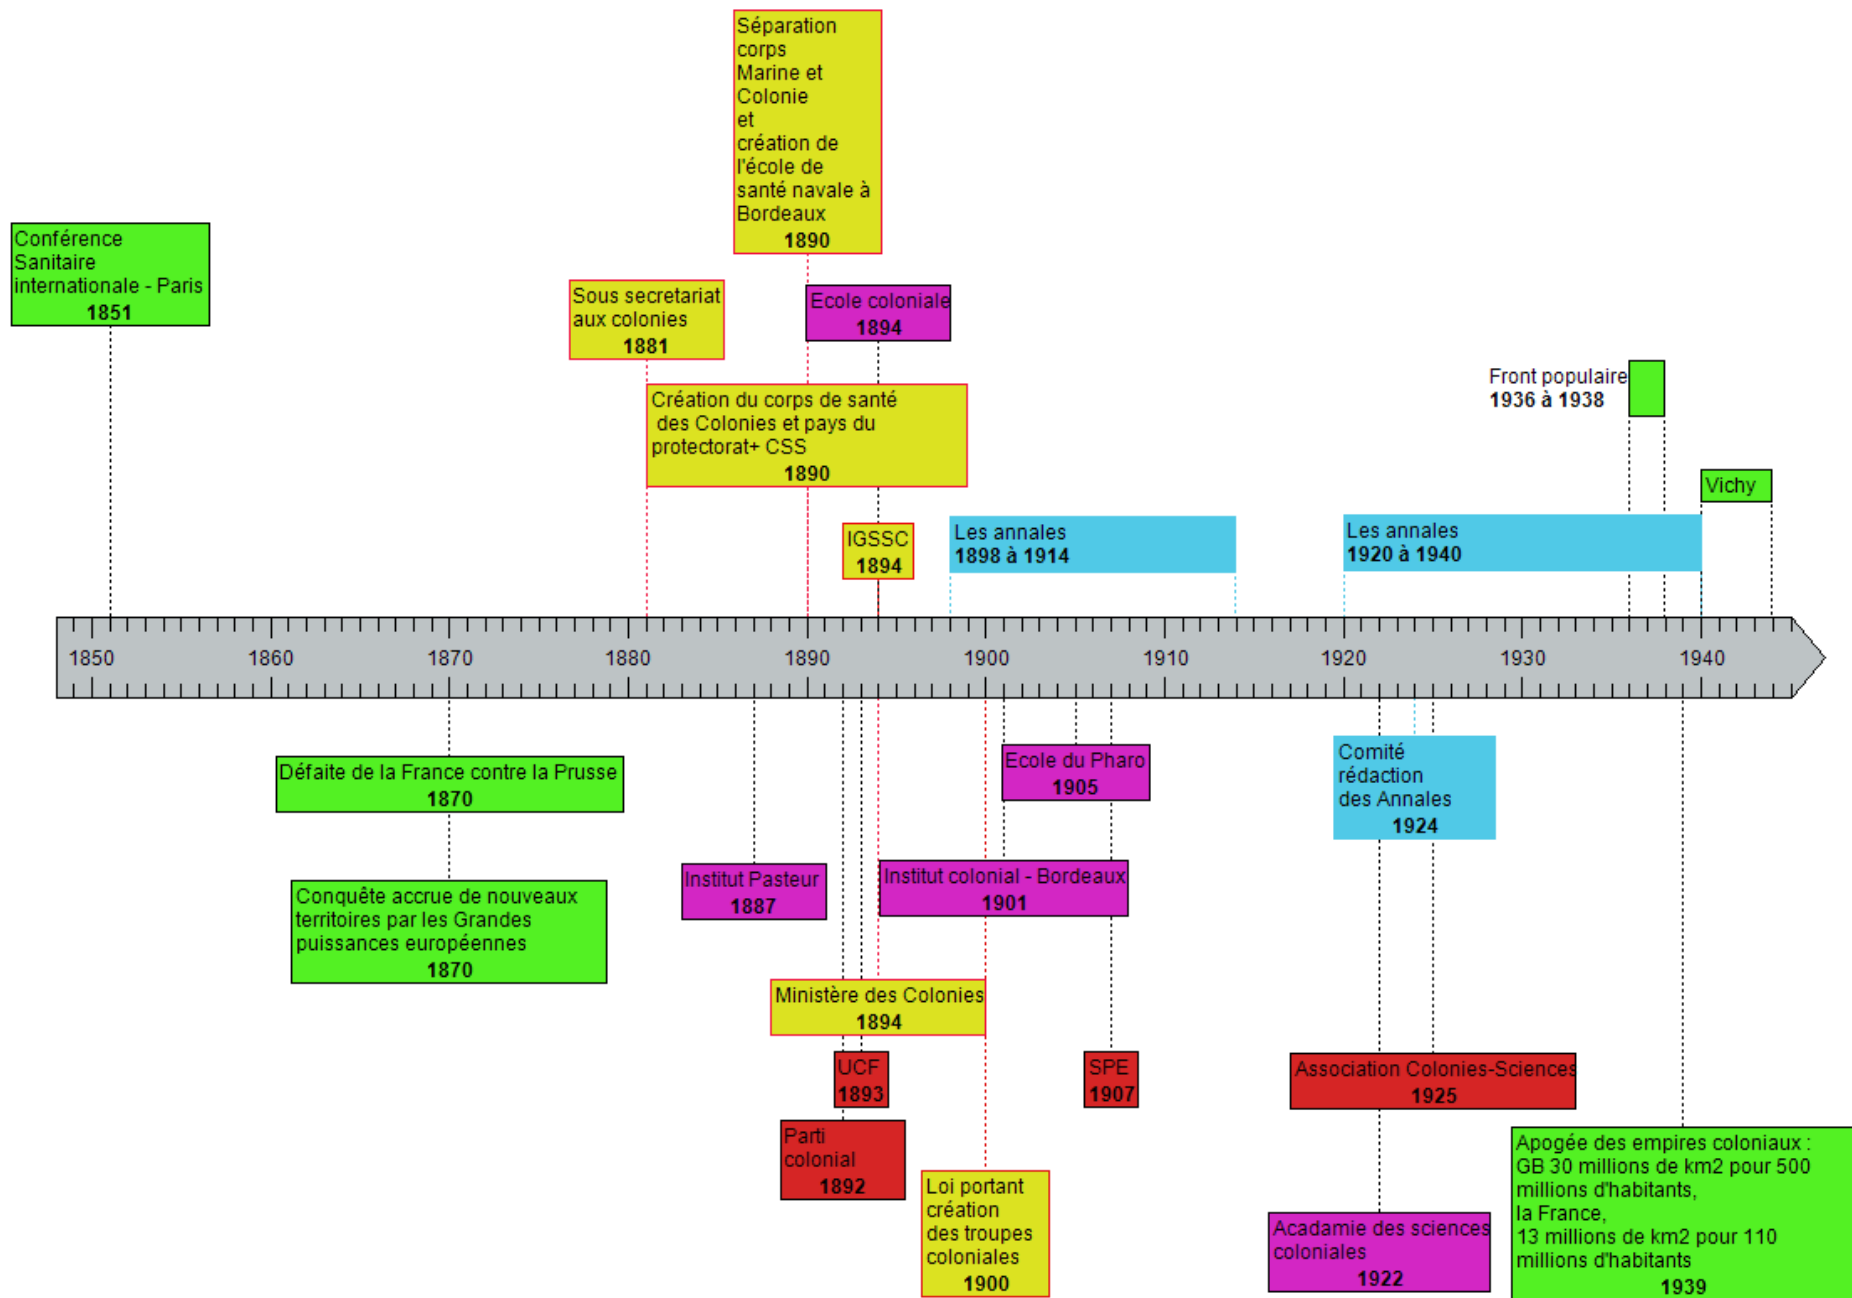 Séparation
corps
Marine et
Colonie
et
création de
l'école de
santé navale à
Bordeaux
1890
Conférence
Sanitaire
internationale - Paris
1851
Sous secretariat
aux colonies
1881
Ecole coloniale
1894
Front populaire
1936 à 1938
Création du corps de santé
des Colonies et pays du
protectorat+ CSS
1890
Vichy
IGSSC
1894
Les annales
1898 à 1914
Les annales
1920 à 1940
1850 1860 1870 1880 1890 1900 1910 1920 1930 1940
Défaite de la France contre la Prusse
1870
Ecole du Pharo
1905
Comité
rédaction
des Annales
1924
Conquête accrue de nouveaux
territoires par les Grandes
puissances européennes
1870
Institut Pasteur
1887
Institut colonial - Bordeaux
1901
Ministère des Colonies
1894
UCF
1893
SPE
1907
Association Colonies-Sciences
1925
Parti
colonial
1892
Loi portant
création
des troupes
coloniales
1900
Acadamie des sciences
coloniales
1922
Apogée des empires coloniaux :
GB 30 millions de km2 pour 500
millions d'habitants,
la France,
13 millions de km2 pour 110
millions d'habitants
1939